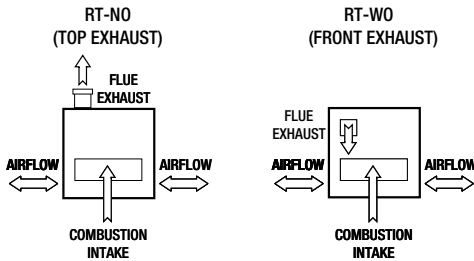 RT-NO
(TOP EXHAUST)
FLUE
EXHAUST
AIRFLOW
AIRFLOW
COMBUSTION
INTAKE
RT-WO
(FRONT EXHAUST)
FLUE
EXHAUST
AIRFLOW
AIRFLOW
COMBUSTION
INTAKE